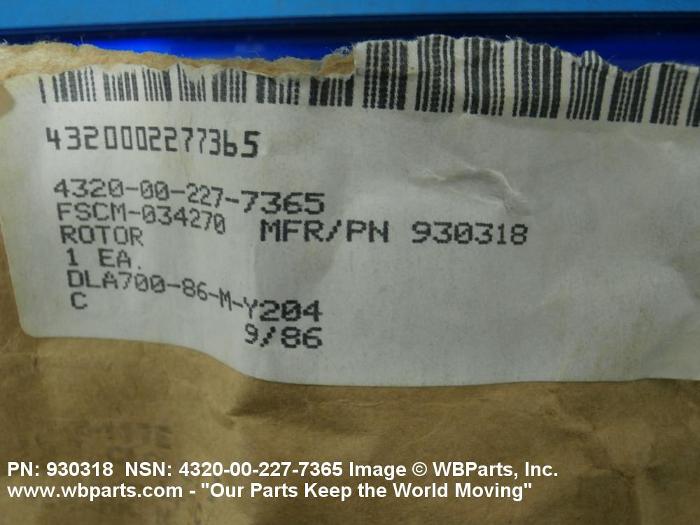 4320002277365
4320-00-227-7365
FSCM-034270 MFR/PN 930318
ROTOR
1 EA.
DLA700-86-M-Y204
C 9/86
PN: 930318 NSN: 4320-00-227-7365 Image © WBParts, Inc.
www.wbparts.com - "Our Parts Keep the World Moving"